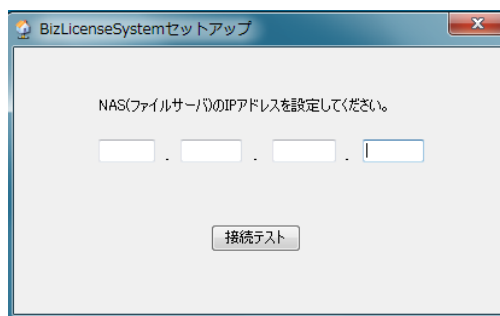 BizLicenseSystemセットアップ
NAS(ファイルサーバ)のIPアドレスを設定してください。
. . .
接続テスト